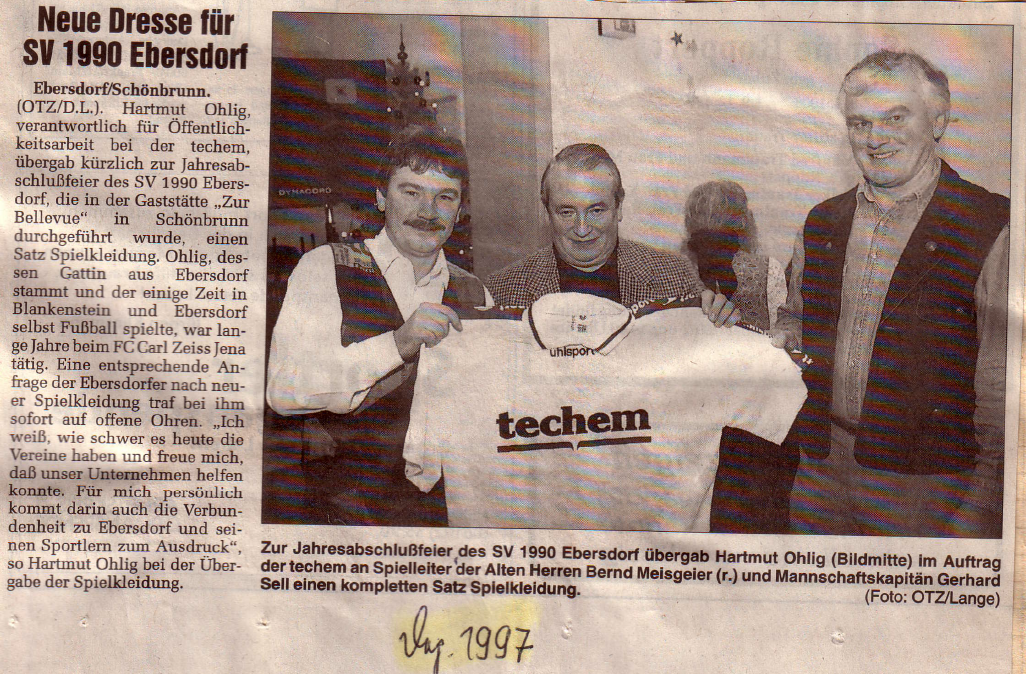 Neue Dresse für
SV 1990 Ebersdorf
Ebersdorf/Schönbrunn.
(OTZ/D.L.). Hartmut Ohlig,
verantwortlich für Öffentlich-
keitsarbeit bei der techem,
übergab kürzlich zur Jahresab-
schlußfeier des SV 1990 Ebers-
dorf, die in der Gaststätte „Zur
Bellevue“ in Schönbrunn
durchgeführt wurde, einen
Satz Spielkleidung. Ohlig, des-
sen Gattin aus Ebersdorf
stammt und der einige Zeit in
Blankenstein und Ebersdorf
selbst Fußball spielte, war lan-
ge Jahre beim FC Carl Zeiss Jena
tätig. Eine entsprechende An-
frage der Ebersdorfer nach neu-
er Spielkleidung traf bei ihm
sofort auf offene Ohren. „Ich
weiß, wie schwer es heute die
Vereine haben und freue mich,
daß unser Unternehmen helfen
konnte. Für mich persönlich
kommt darin auch die Verbun-
denheit zu Ebersdorf und sei-
nen Sportlern zum Ausdruck“,
so Hartmut Ohlig bei der Über-
gabe der Spielkleidung.
DYNACORD
uhlsport
techem
Zur Jahresabschlußfeier des SV 1990 Ebersdorf übergab Hartmut Ohlig (Bildmitte) im Auftrag
der techem an Spielleiter der Alten Herren Bernd Meisgeier (r.) und Mannschaftskapitän Gerhard
Sell einen kompletten Satz Spielkleidung.
(Foto: OTZ/Lange)
1997